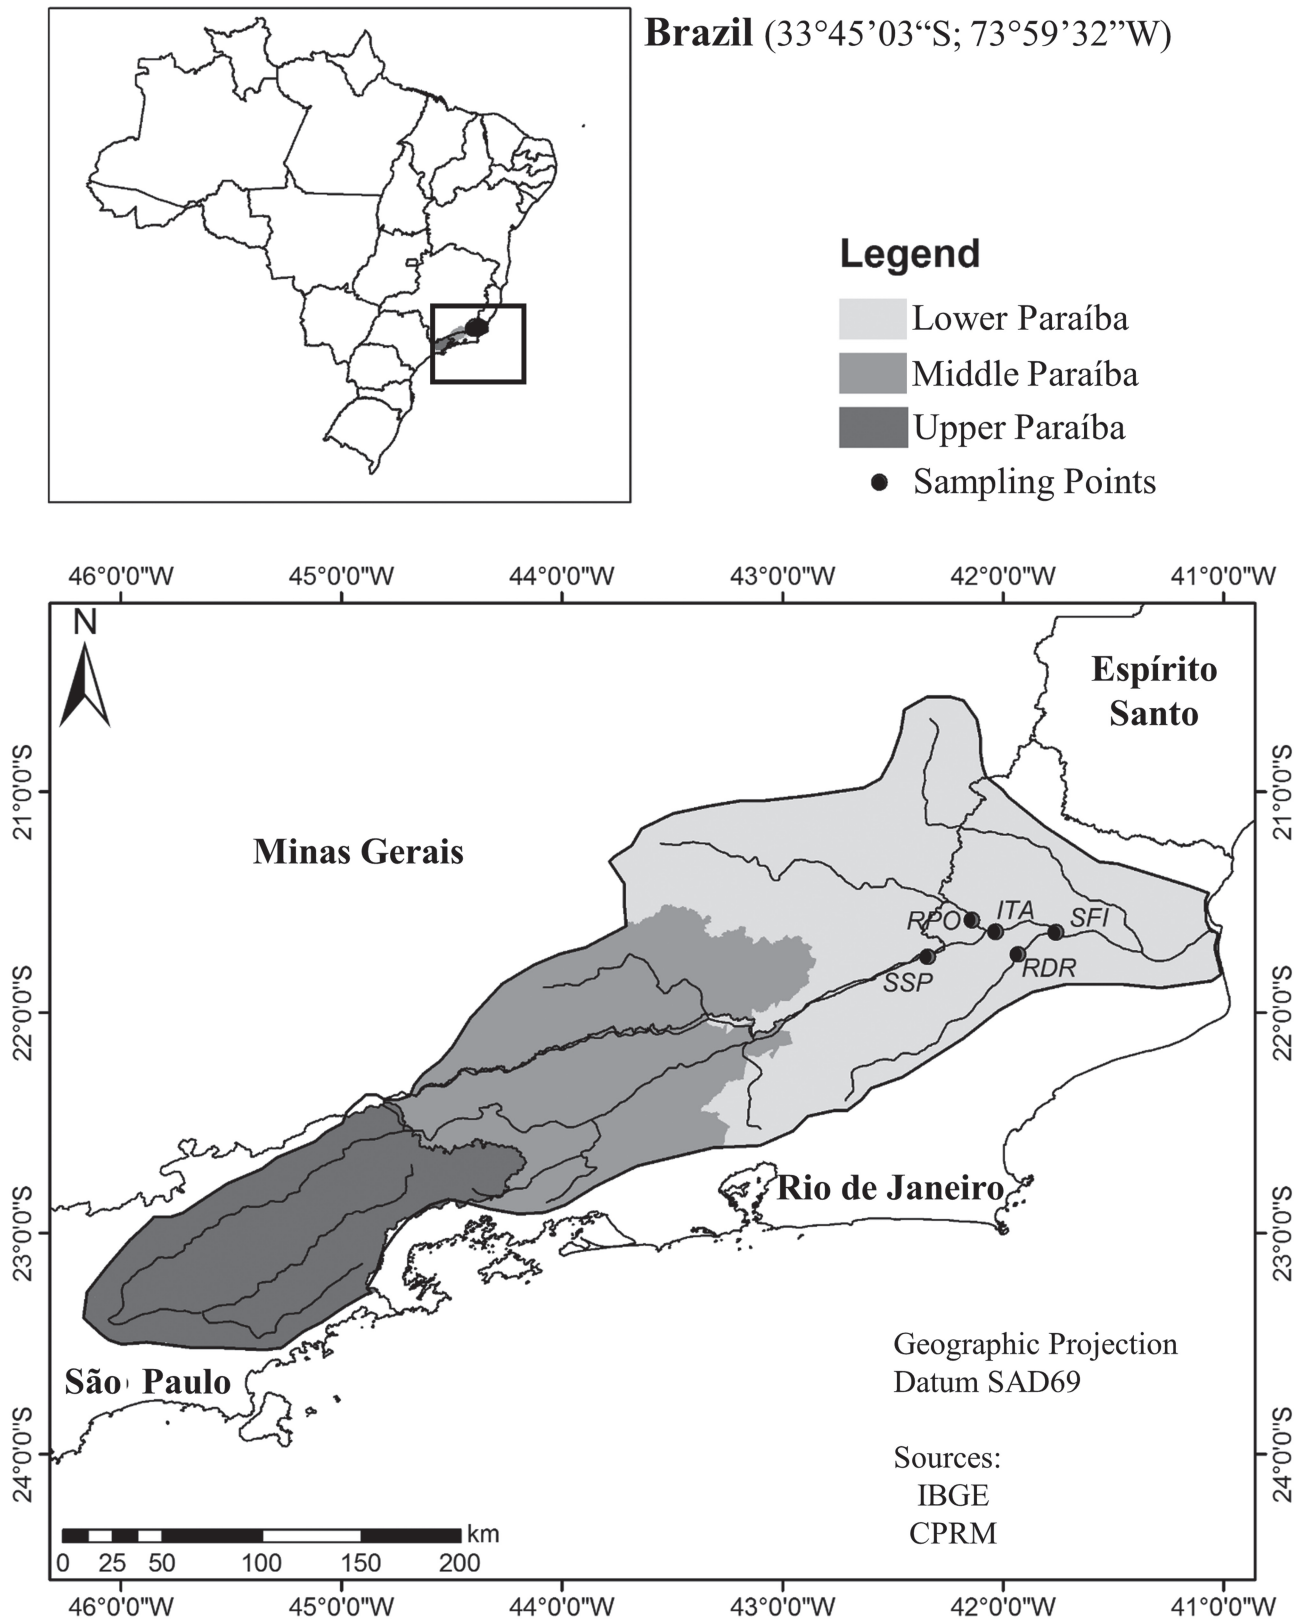 Brazil (33°45’03“S; 73°59’32”W)
Legend
Lower Paraíba
Middle Paraíba
Upper Paraíba
Sampling Points
46°0'0"W 45°0'0"W 44°0'0"W 43°0'0"W 42°0'0"W 41°0'0"W
N
Espírito
Santo
21°0'0"S
21°0'0"S
Minas Gerais
RPO
ITA
SFI
SSP
RDR
22°0'0"S
22°0'0"S
Rio de Janeiro
23°0'0"S
23°0'0"S
Geographic Projection
Datum SAD69
São Paulo
24°0'0"S
24°0'0"S
Sources:
IBGE
CPRM
km
0 25 50 100 150 200
46°0'0"W 45°0'0"W 44°0'0"W 43°0'0"W 42°0'0"W 41°0'0"W